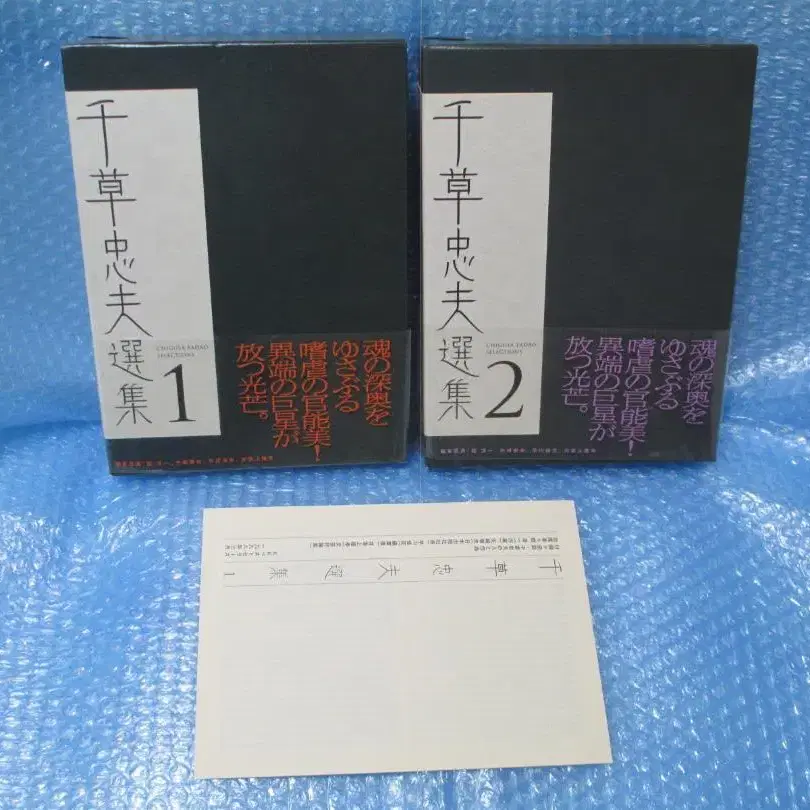 千草忠夫選集
CHIGUSA TADAO
SELECTIONS
1
魂の深奥を
ゆさぶる
嗜虐の官能美!
異端の巨星が
放つ光芒。
千草忠夫選集
CHIGUSA TADAO
SELECTIONS
2
魂の深奥を
ゆさぶる
嗜虐の官能美!
異端の巨星が
放つ光芒。
千草忠夫選集 1